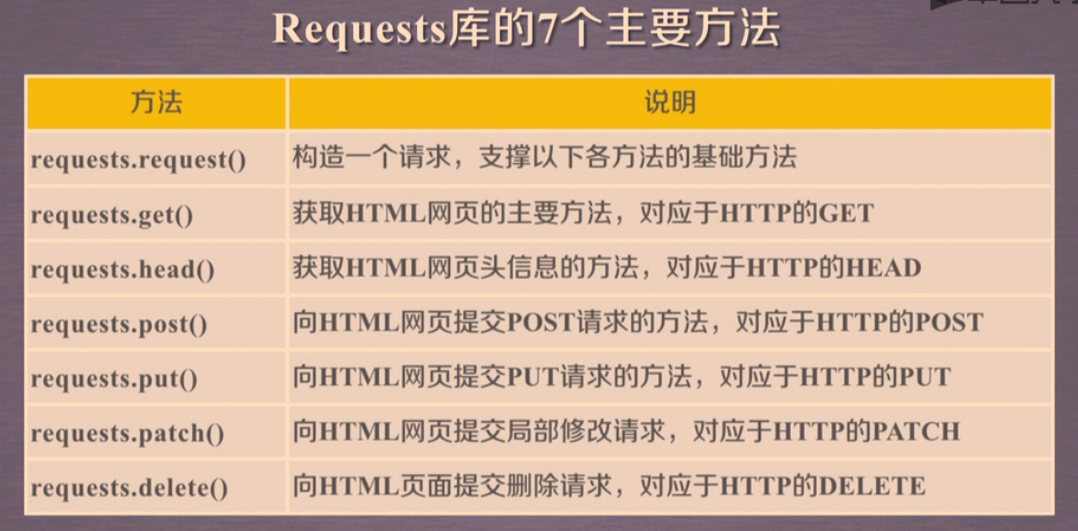 Requests库的7个主要方法
方法 说明
requests.request() 构造一个请求，支撑以下各方法的基础方法
requests.get() 获取HTML网页的主要方法，对应于HTTP的GET
requests.head() 获取HTML网页头信息的方法，对应于HTTP的HEAD
requests.post() 向HTML网页提交POST请求的方法，对应于HTTP的POST
requests.put() 向HTML网页提交PUT请求的方法，对应于HTTP的PUT
requests.patch() 向HTML网页提交局部修改请求，对应于HTTP的PATCH
requests.delete() 向HTML页面提交删除请求，对应于HTTP的DELETE